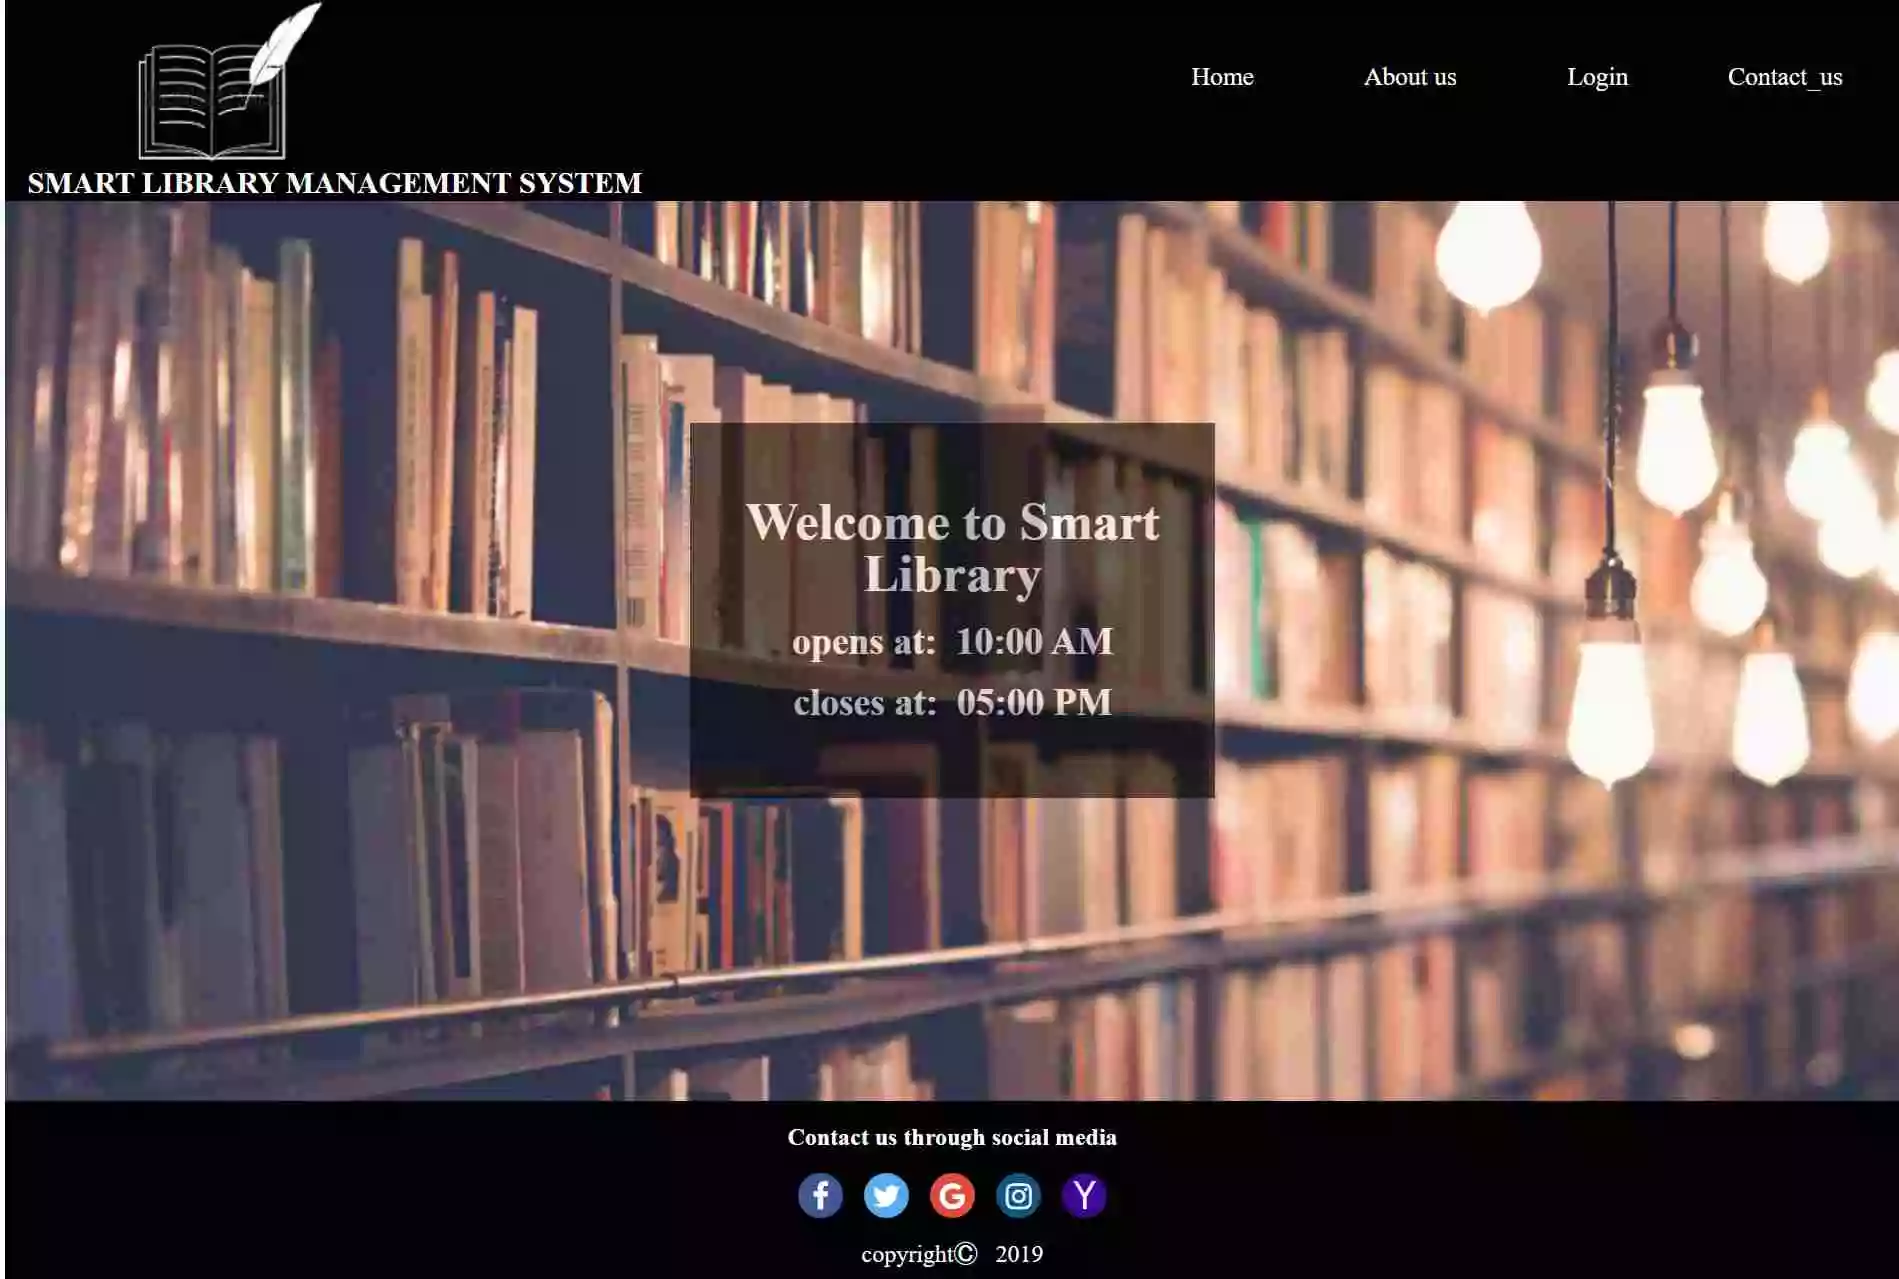 Home About us Login Contact_us
SMART LIBRARY MANAGEMENT SYSTEM
Welcome to Smart
Library
opens at: 10:00 AM
closes at: 05:00 PM
Contact us through social media
copyright© 2019